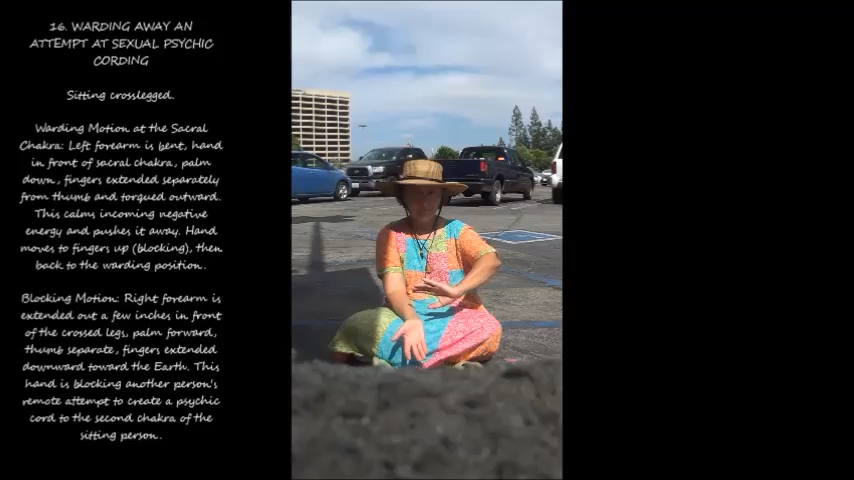 16. WARDING AWAY AN
ATTEMPT AT SEXUAL PSYCHIC
CORDING
Sitting crosslegged.
Warding Motion at the Sacral
Chakra: Left forearm is bent, hand
in front of sacral chakra, palm
down, fingers extended separately
from thumb and torqued outward.
This calms incoming negative
energy and pushes it away. Hand
moves to fingers up (blocking), then
back to the warding position.
Blocking Motion: Right forearm is
extended out a few inches in front
of the crossed legs, palm forward,
thumb separate, fingers extended
downward toward the Earth. This
hand is blocking another person's
remote attempt to create a psychic
cord to the second chakra of the
sitting person.